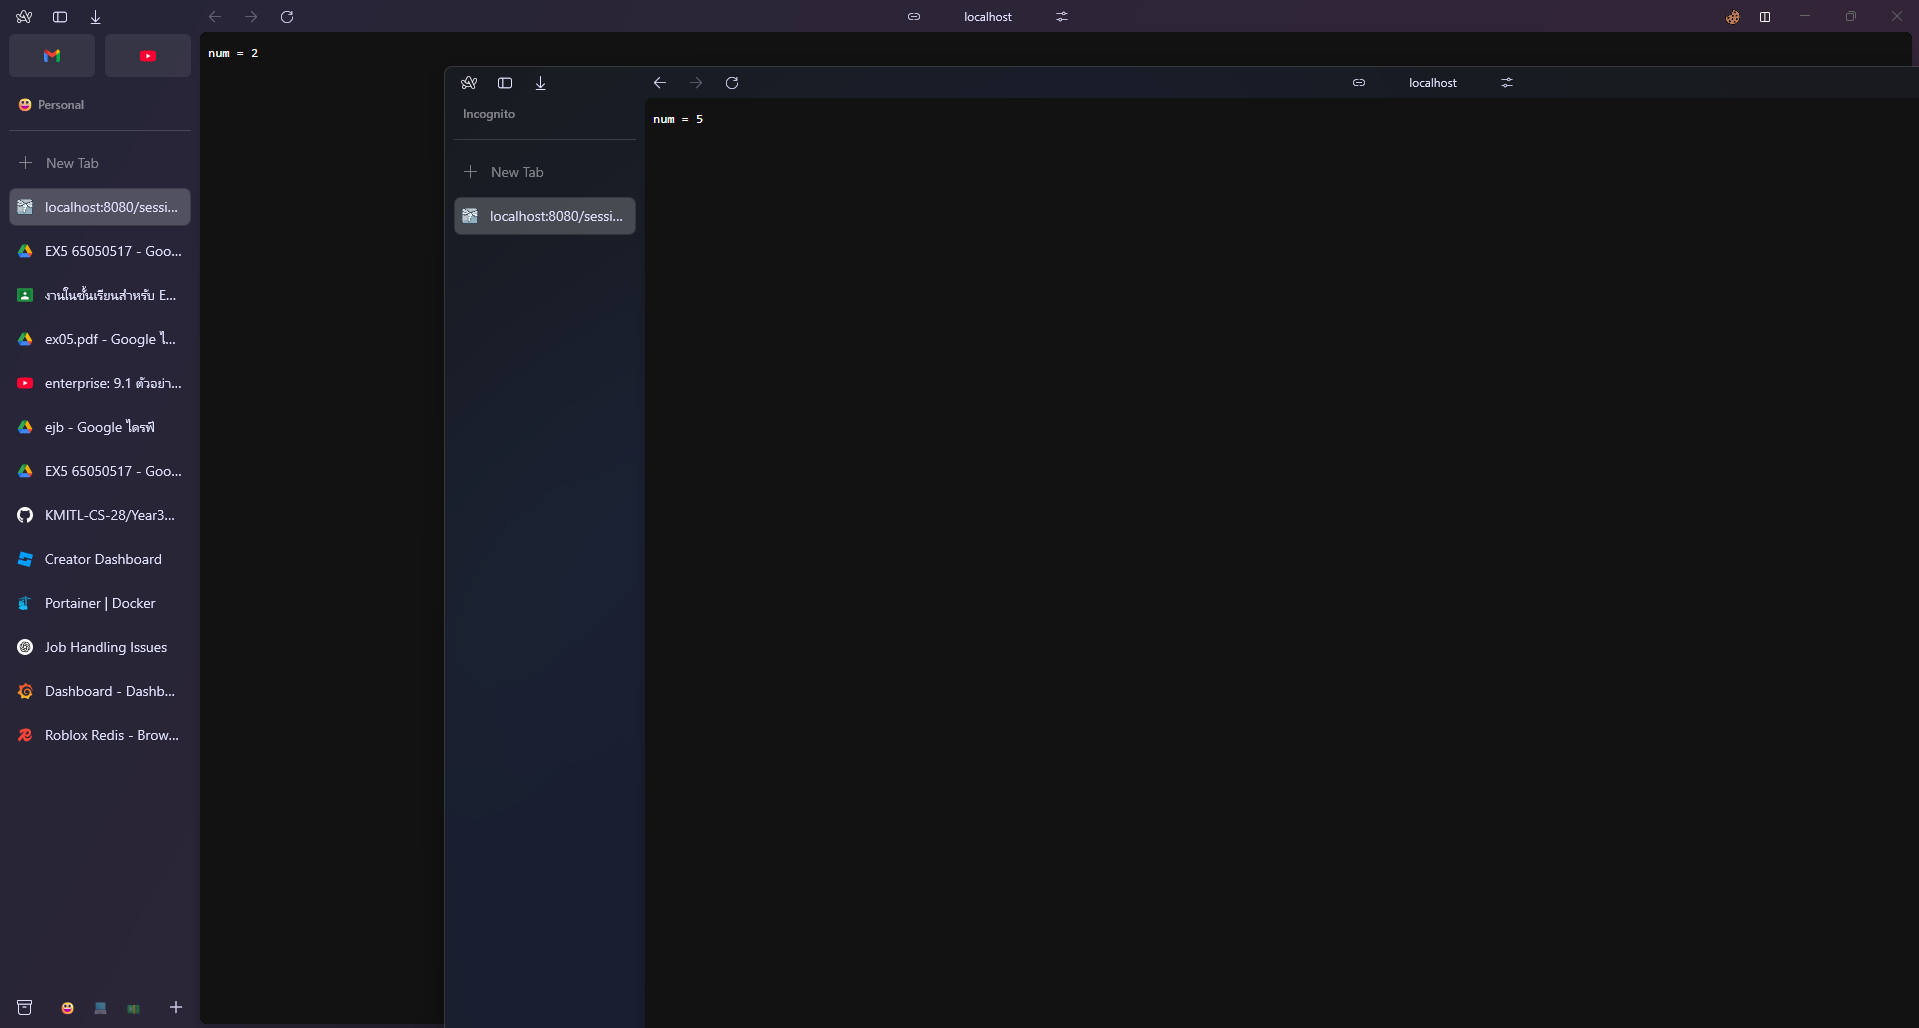 localhost
num = 2
Personal
New Tab
localhost:8080/sessi...
EX5 65050517 - Goo...
งานในชั้นเรียนสำหรับ E...
ex05.pdf - Google ไ...
enterprise: 9.1 ตัวอย่า...
ejb - Google ไดรฟ์
EX5 65050517 - Goo...
KMITL-CS-28/Year3...
Creator Dashboard
Portainer | Docker
Job Handling Issues
Dashboard - Dashb...
Roblox Redis - Brow...
localhost
Incognito
num = 5
New Tab
localhost:8080/sessi...